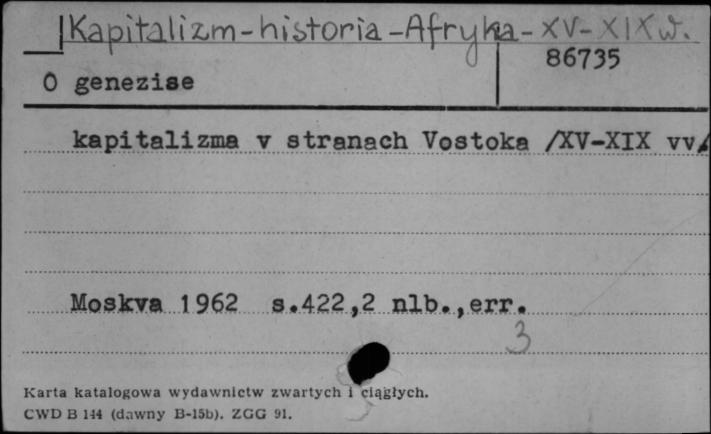 Kapitalizm-historia-Afryka-XV-XIX w.
86735
O genezise
kapitalizma v stranach Vostoka /XV-XIX vv/
Moskva 1962 s.422,2 nlb.,err.
3
Karta katalogowa wydawnictw zwartych i ciągłych.
CWD B 144 (dawny B-15b). ZGG 91.